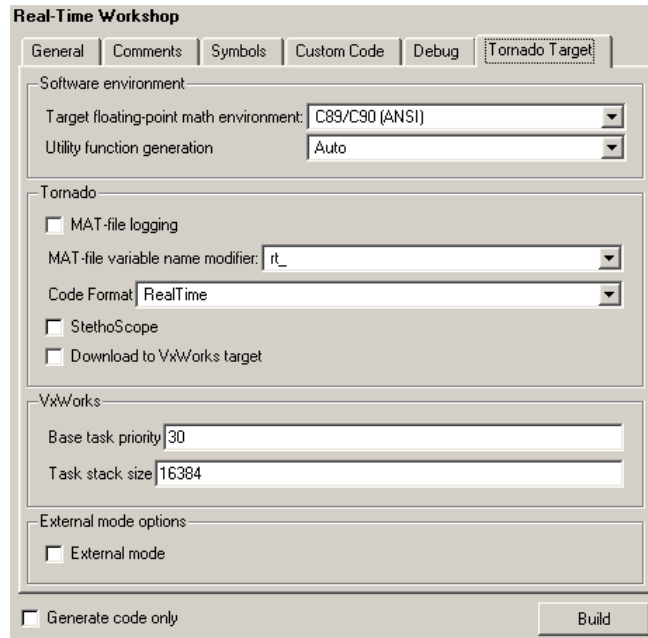 Real-Time Workshop
General Comments Symbols Custom Code Debug Tornado Target
Software environment
Target floating-point math environment: C89/C90 (ANSI)
Utility function generation Auto
Tornado
MAT-file logging
MAT-file variable name modifier: rt_
Code Format RealTime
StethoScope
Download to VxWorks target
VxWorks
Base task priority 30
Task stack size 16384
External mode options
External mode
Generate code only Build